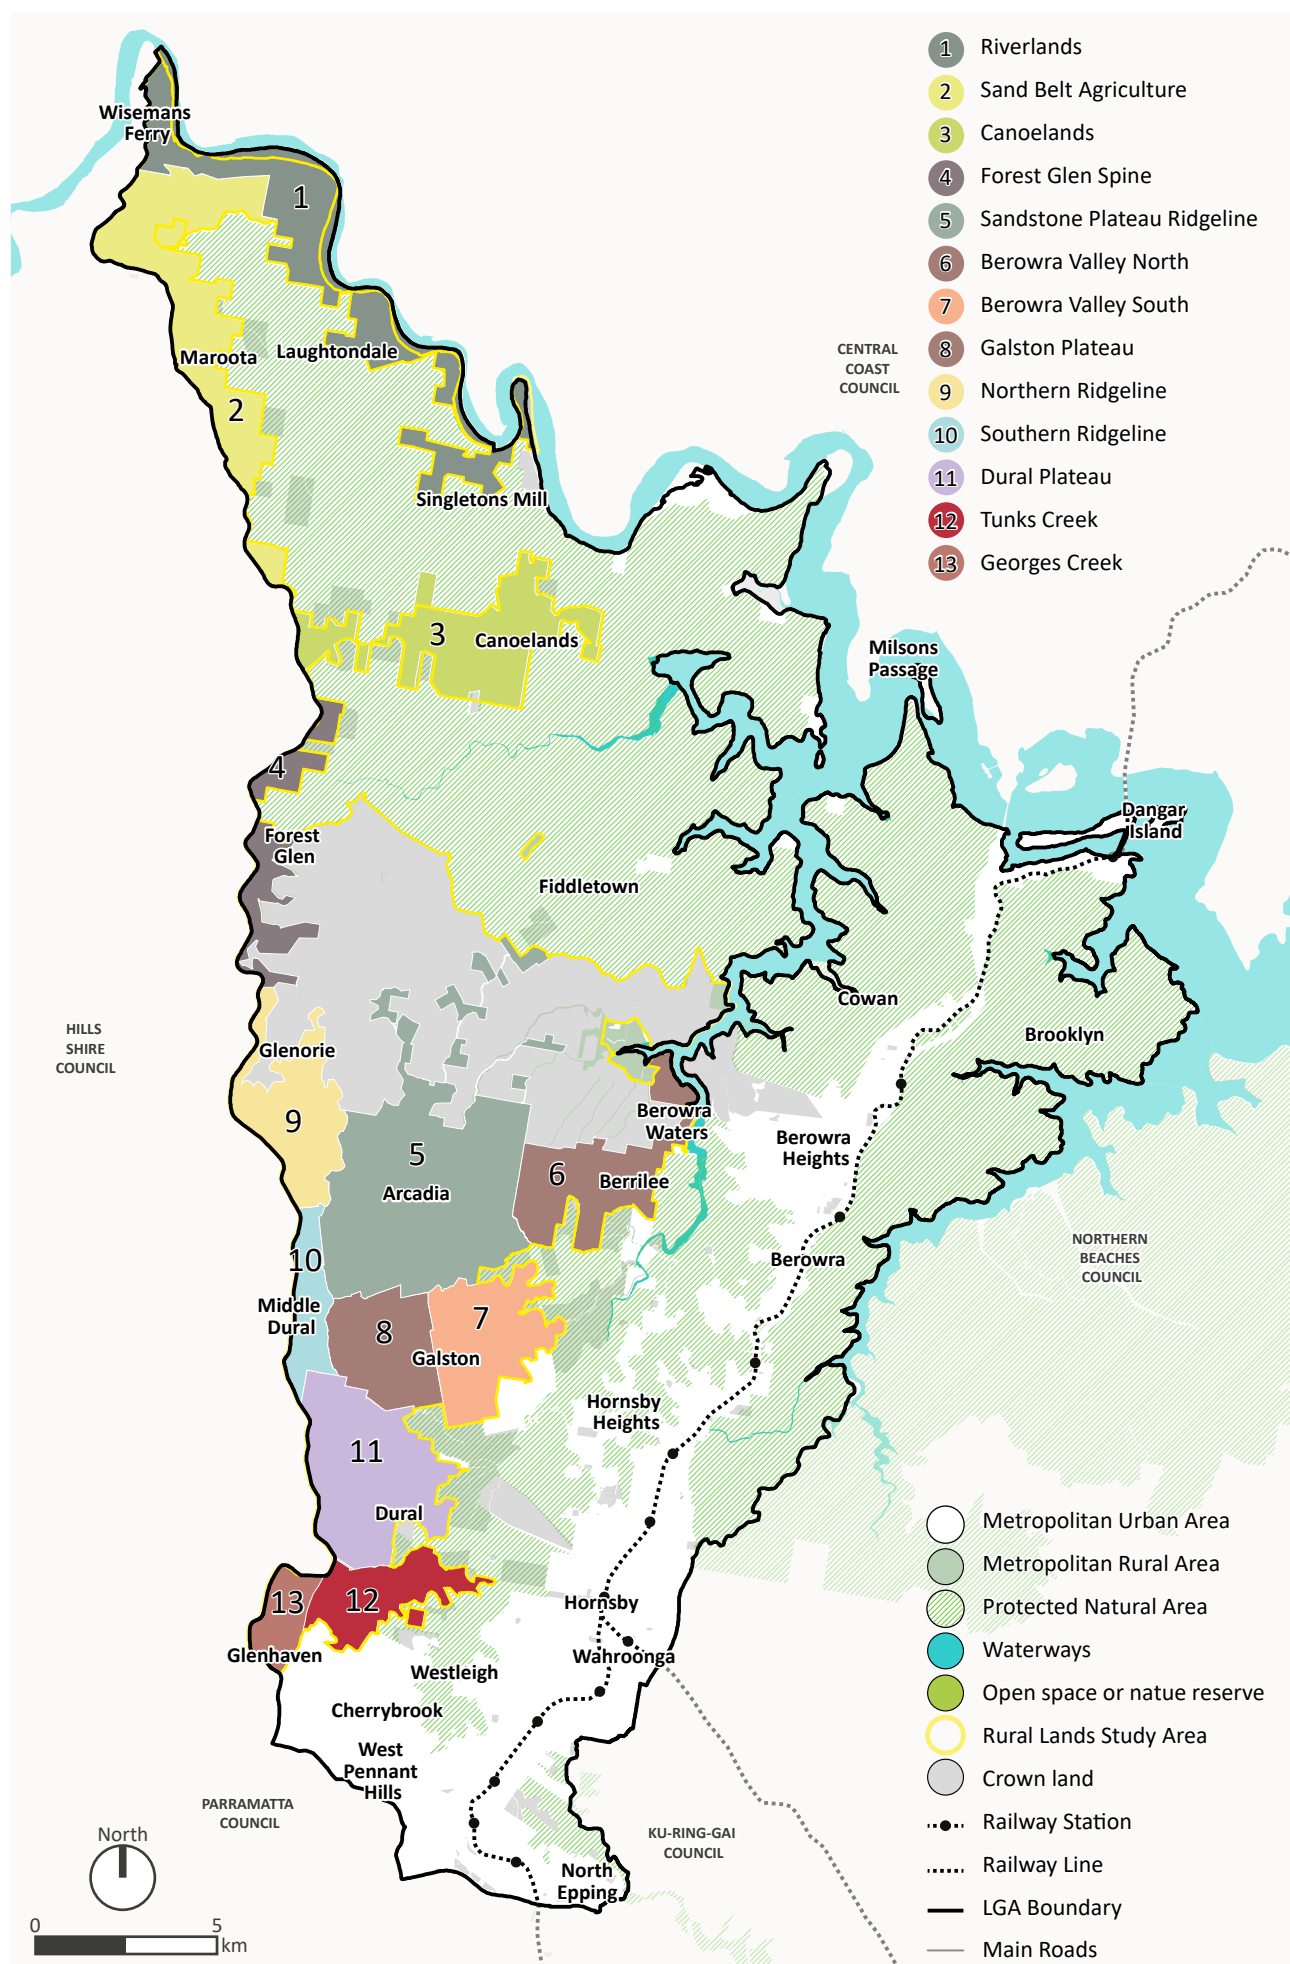 1 Riverlands
2 Sand Belt Agriculture
3 Canoelands
4 Forest Glen Spine
5 Sandstone Plateau Ridgeline
6 Berowra Valley North
7 Berowra Valley South
8 Galston Plateau
9 Northern Ridgeline
10 Southern Ridgeline
11 Dural Plateau
12 Tunks Creek
13 Georges Creek
Wisemans
Ferry
1
Maroota
Laughtondale
2
CENTRAL
COAST
COUNCIL
Singletons Mill
3
Canoelands
Milsons
Passage
4
Forest
Glen
Dangar
Island
Fiddletown
Cowan
HILLS
SHIRE
COUNCIL
Glenorie
Brooklyn
9
Berowra
Waters
Berowra
Heights
5
Arcadia
6
Berrilee
10
Berowra
NORTHERN
BEACHES
COUNCIL
Middle
Dural
8
7
Galston
Hornsby
Heights
11
Dural
13
12
Hornsby
Glenhaven
Wahroonga
Westleigh
Cherrybrook
West
Pennant
Hills
PARRAMATTA
COUNCIL
KU-RING-GAI
COUNCIL
North
Epping
North
0 5
km
Metropolitan Urban Area
Metropolitan Rural Area
Protected Natural Area
Waterways
Open space or natue reserve
Rural Lands Study Area
Crown land
Railway Station
Railway Line
LGA Boundary
Main Roads